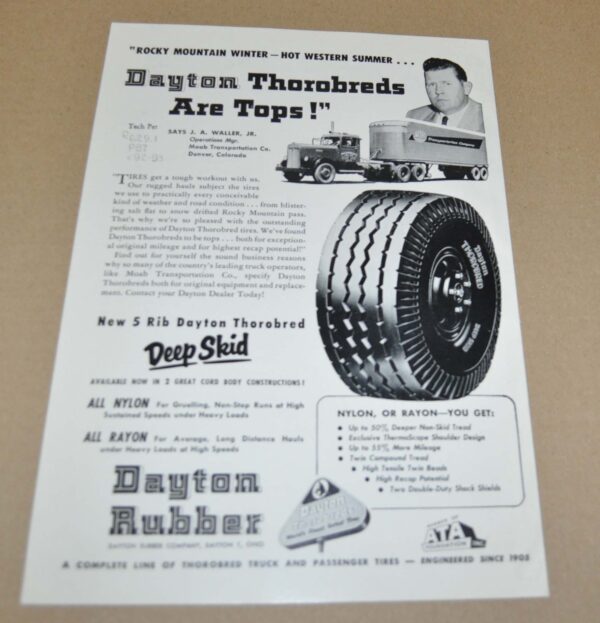 "ROCKY MOUNTAIN WINTER — HOT WESTERN SUMMER . . .
Dayton Thorobreds
Are Tops!"
Tech Per
SAYS J. A. WALLER, JR.
Operations Mgr.
Moab Transportation Co.
Denver, Colorado
Transportation Company
"TIRES get a tough workout with us.
Our rugged hauls subject the tires
we use to practically every conceivable
kind of weather and road condition . . . from blister-
ing salt flat to snow drifted Rocky Mountain pass.
That's why we're so pleased with the outstanding
performance of Dayton Thorobred tires. We've found
Dayton Thorobreds to be tops . . . both for exception-
al original mileage and for highest recap potential!"
Find out for yourself the sound business reasons
why so many of the country's leading truck operators,
like Moab Transportation Co., specify Dayton
Thorobreds both for original equipment and replace-
ment. Contact your Dayton Dealer Today!
Dayton
THOROBRED
New 5 Rib Dayton Thorobred
Deep Skid
AVAILABLE NOW IN 2 GREAT CORD BODY CONSTRUCTIONS!
ALL NYLON For Gruelling, Non-Stop Runs at High
Sustained Speeds under Heavy Loads
ALL RAYON For Average, Long Distance Hauls
under Heavy Loads at High Speeds
NYLON, OR RAYON—YOU GET:
Up to 50%, Deeper Non-Skid Tread
Exclusive ThermoScape Shoulder Design
Up to 55% More Mileage
Twin Compound Tread
High Tensile Twin Beads
High Recap Potential
Two Double-Duty Shock Shields
Dayton
Rubber
DAYTON RUBBER COMPANY, DAYTON 1, OHIO
Dayton
Thorobred
ATA
FOUNDATION
A COMPLETE LINE OF THOROBRED TRUCK AND PASSENGER TIRES — ENGINEERED SINCE 1905